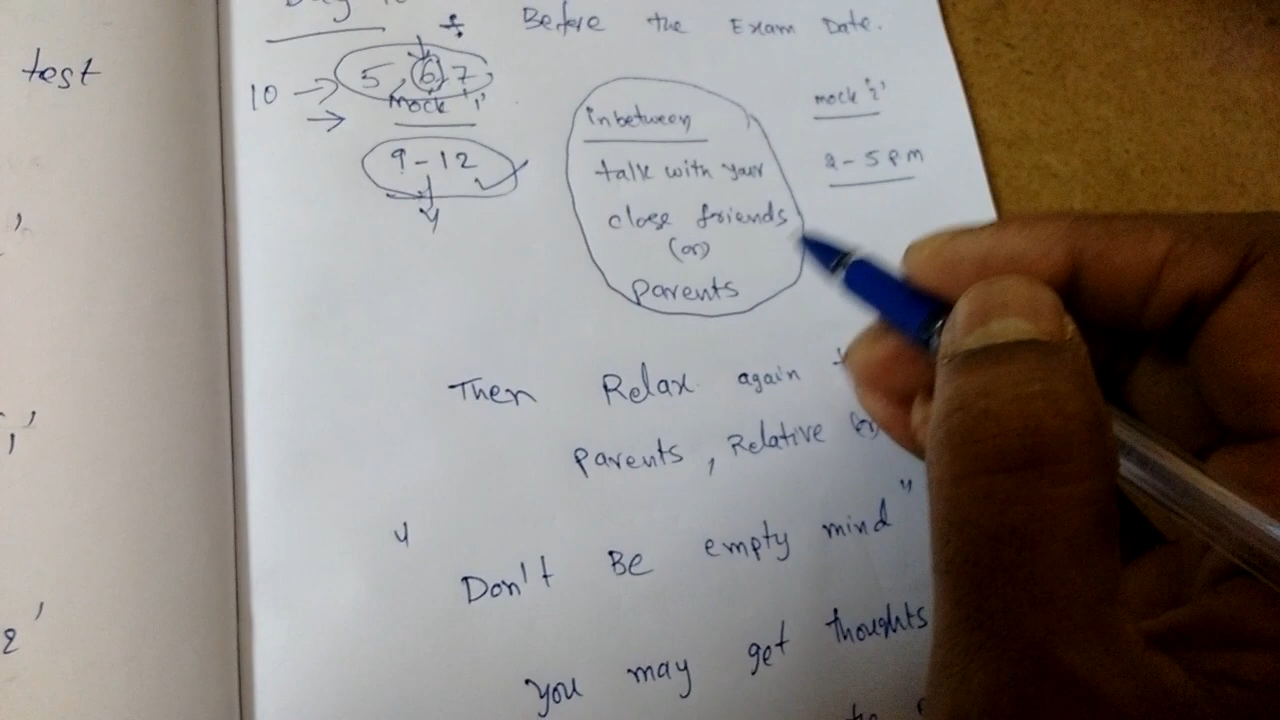 test
Before the Exam Date.
10 → 5, 6, 7,
→ mock '1'
9-12
inbetween
talk with your
close friends
(or)
parents
mock '2'
2-5 PM
Then Relax again
parents, Relative (or)
" Don't Be empty mind "
you may get thoughts